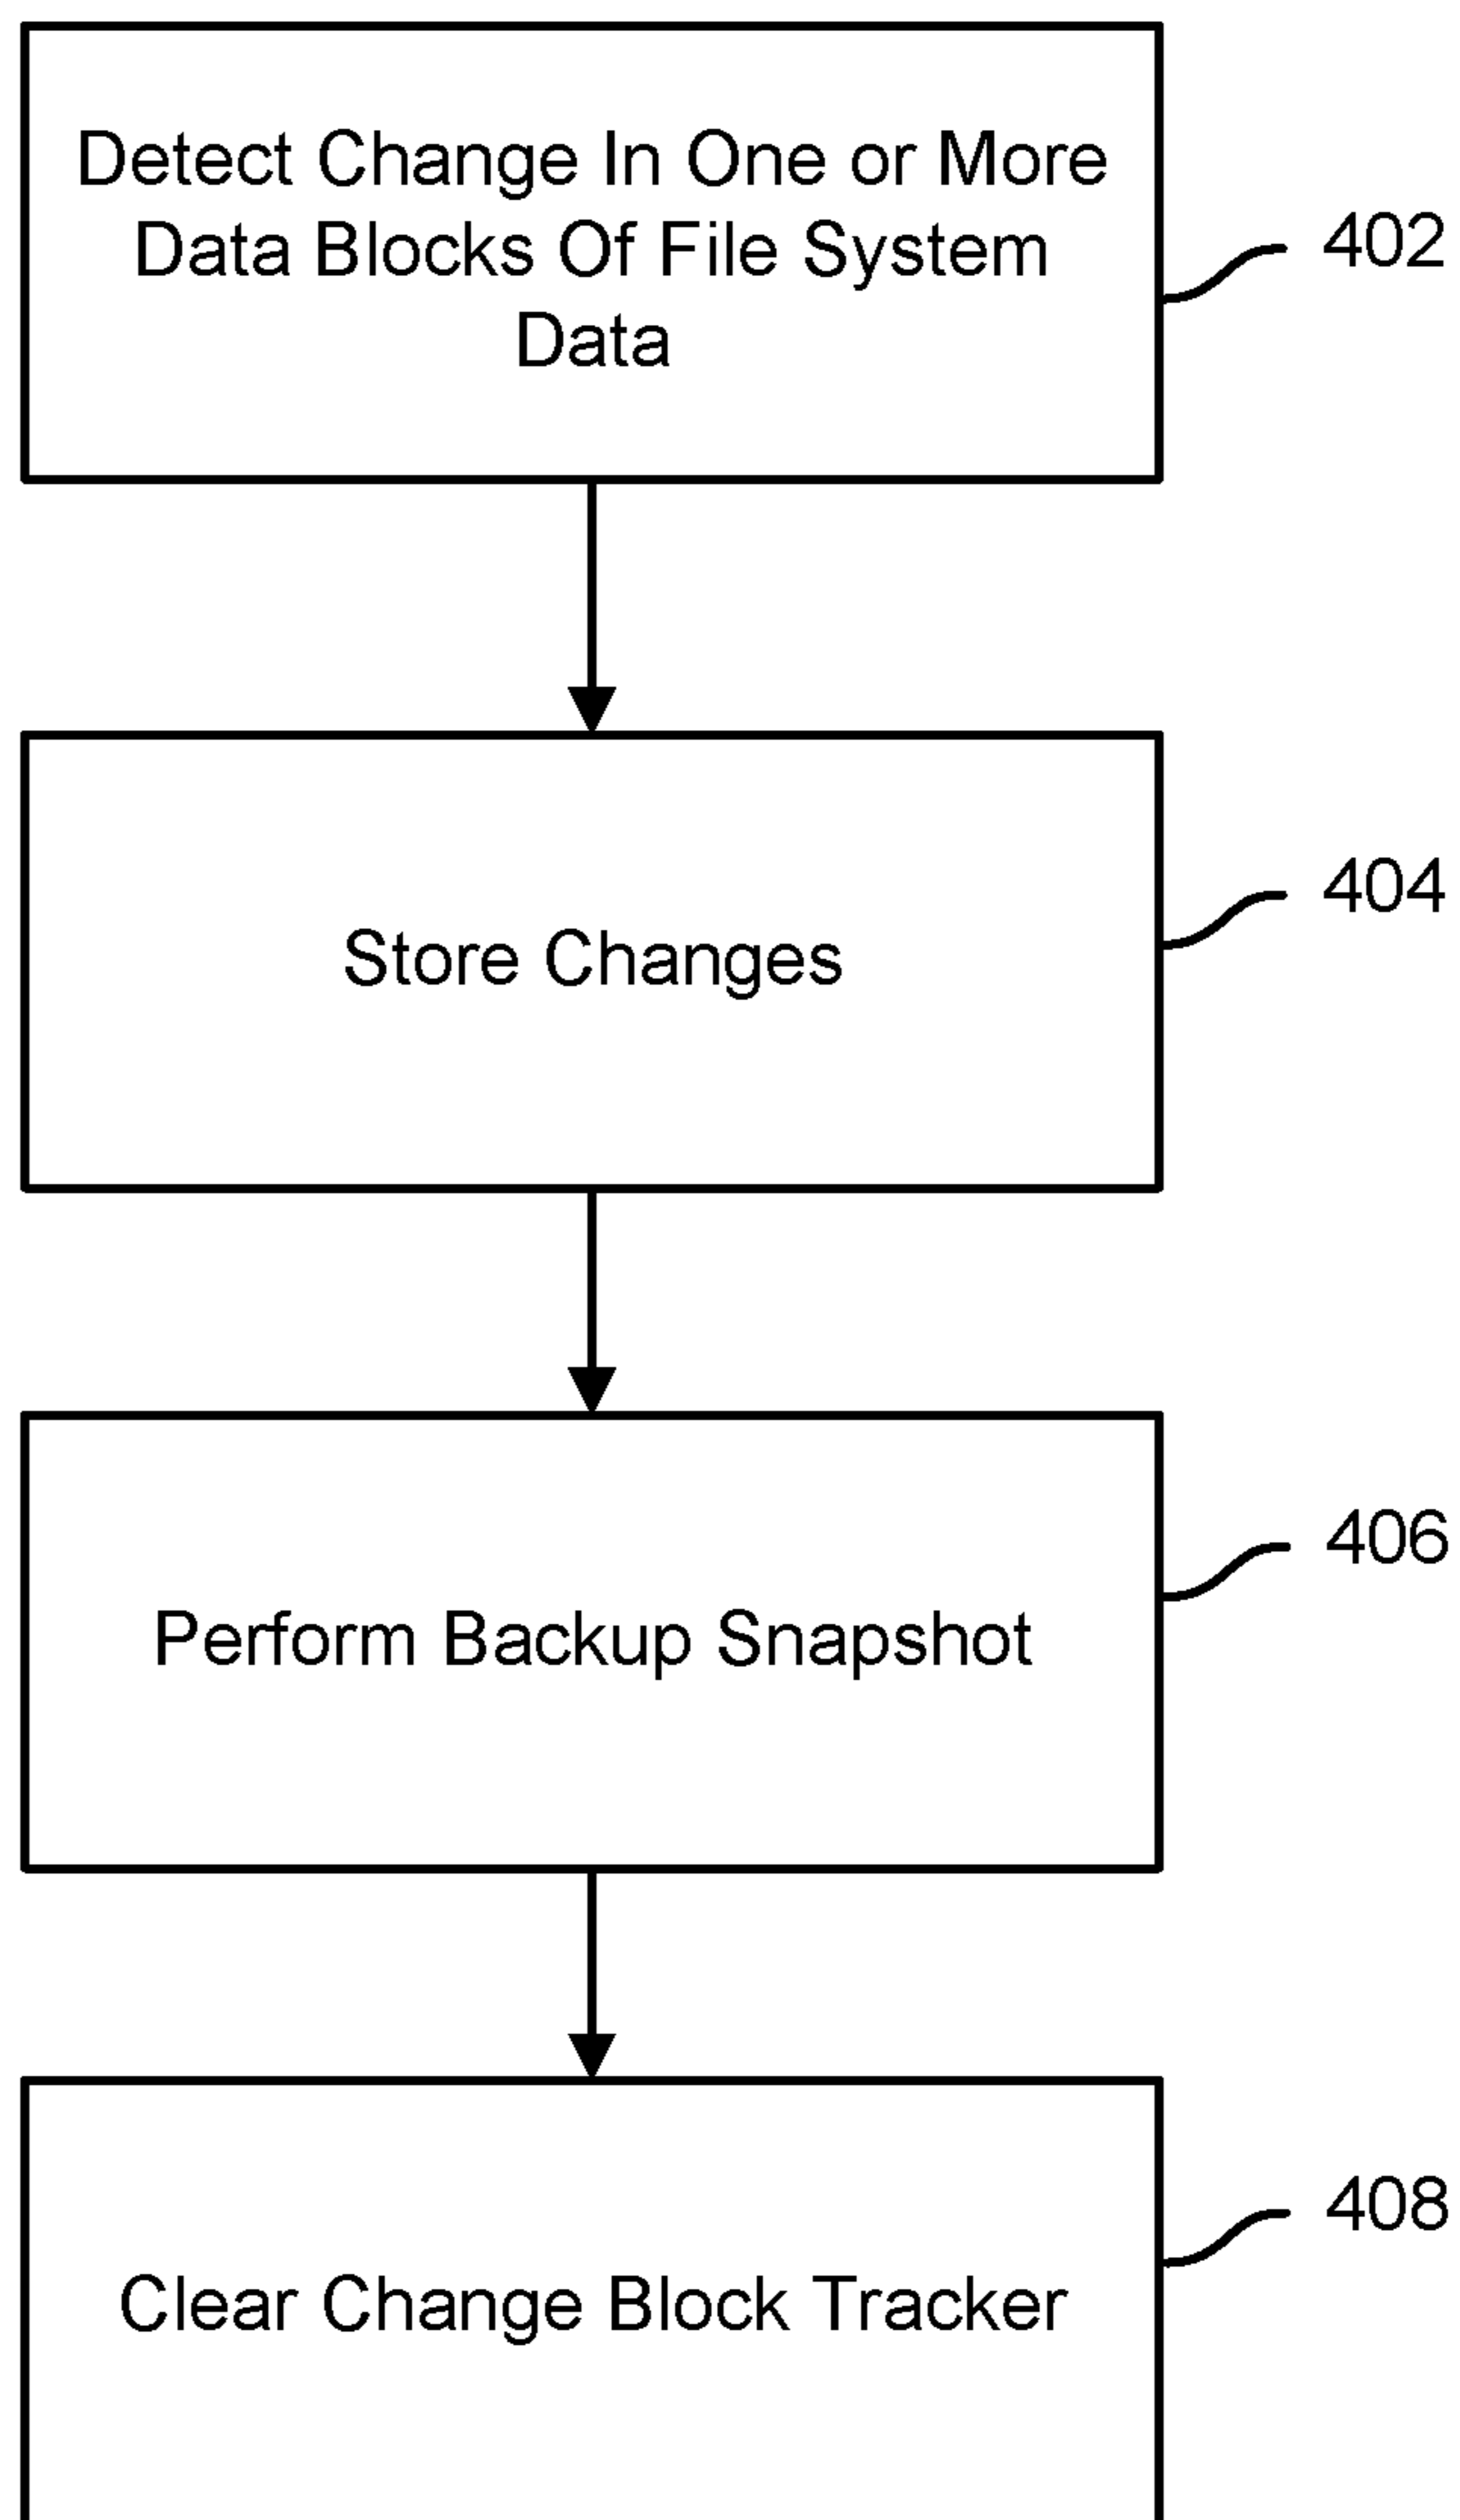 Detect Change In One or More
Data Blocks Of File System
Data
402
Store Changes
404
Perform Backup Snapshot
406
Clear Change Block Tracker
408